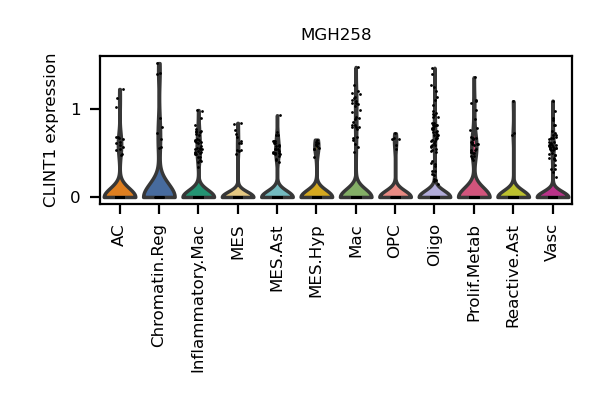 MGH258
CLINT1 expression
1
0
AC
Chromatin.Reg
Inflammatory.Mac
MES
MES.Ast
MES.Hyp
Mac
OPC
Oligo
Prolif.Metab
Reactive.Ast
Vasc